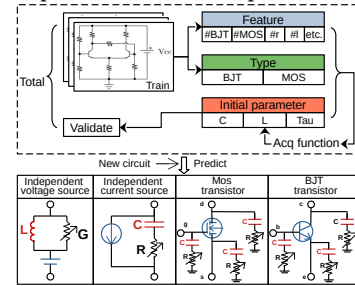 Feature
#BJT #MOS #r #l etc.
Vcc
Train
Type
BJT MOS
Total
Initial parameter
C L Tau
Validate
Acq function
New circuit Predict
Independent voltage source
Independent current source
Mos transistor
BJT transistor
L G
C R
d g s C R C R C R
c b e C R C R C R